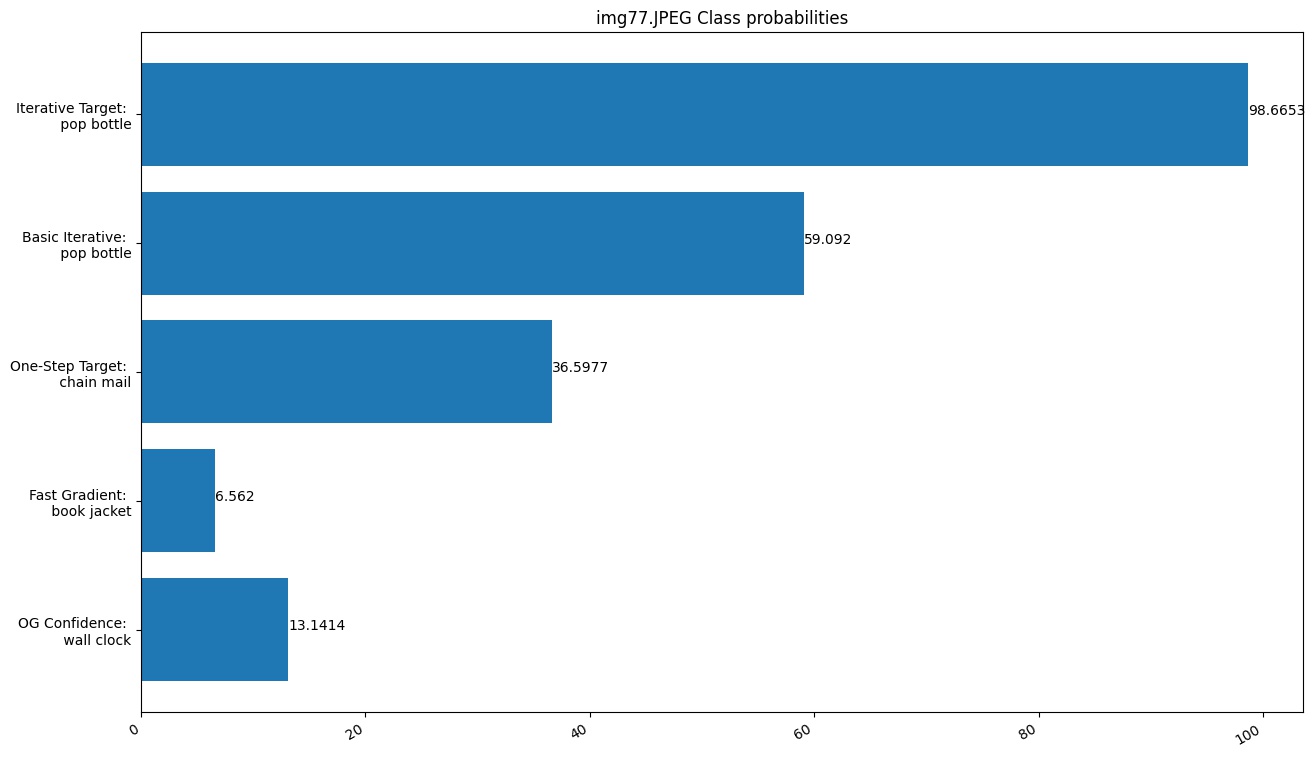 img77.JPEG Class probabilities
Iterative Target:
pop bottle
98.6653
Basic Iterative:
pop bottle
59.092
One-Step Target:
chain mail
36.5977
Fast Gradient:
book jacket
6.562
OG Confidence:
wall clock
13.1414
0 20 40 60 80 100